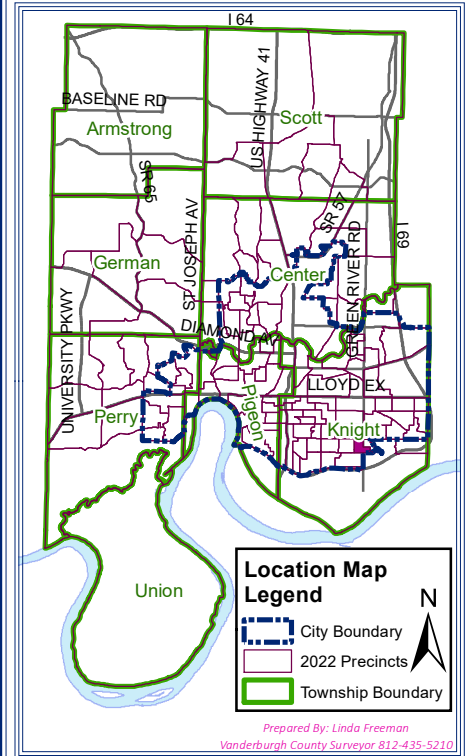 I 64
BASELINE RD
Armstrong
Scott
US HIGHWAY 41
SR 65
ST JOSEPH AV
SR 57
I 69
German
Center
GREEN RIVER RD
UNIVERSITY PKWY
DIAMOND AV
LLOYD EX
Perry
Pigeon
Knight
Union
Location Map
Legend
N
City Boundary
2022 Precincts
Township Boundary
Prepared By: Linda Freeman
Vanderburgh County Surveyor 812-435-5210